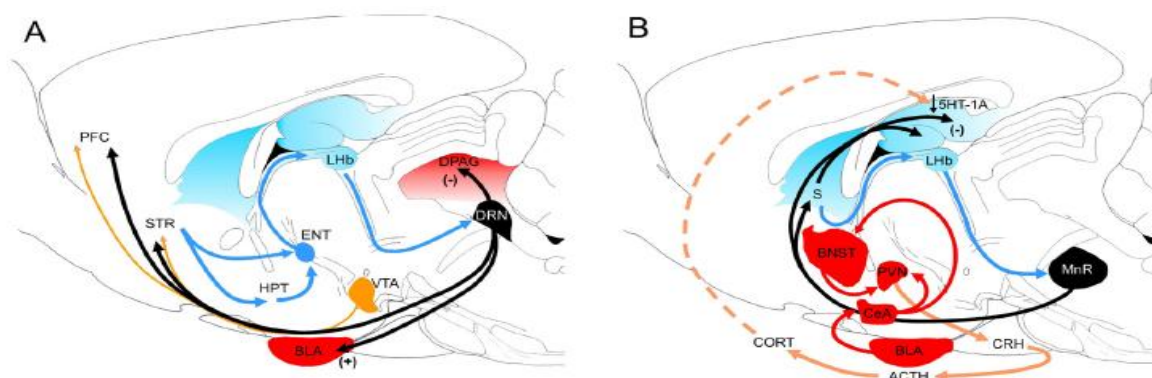 A
PFC
STR
LHb
ENT
HPT
VTA
DPAG
(-)
DRN
BLA
(+)
B
5HT-1A
(-)
LHb
S
BNST
PVN
CeA
MnR
BLA
CRH
CORT
ACTH